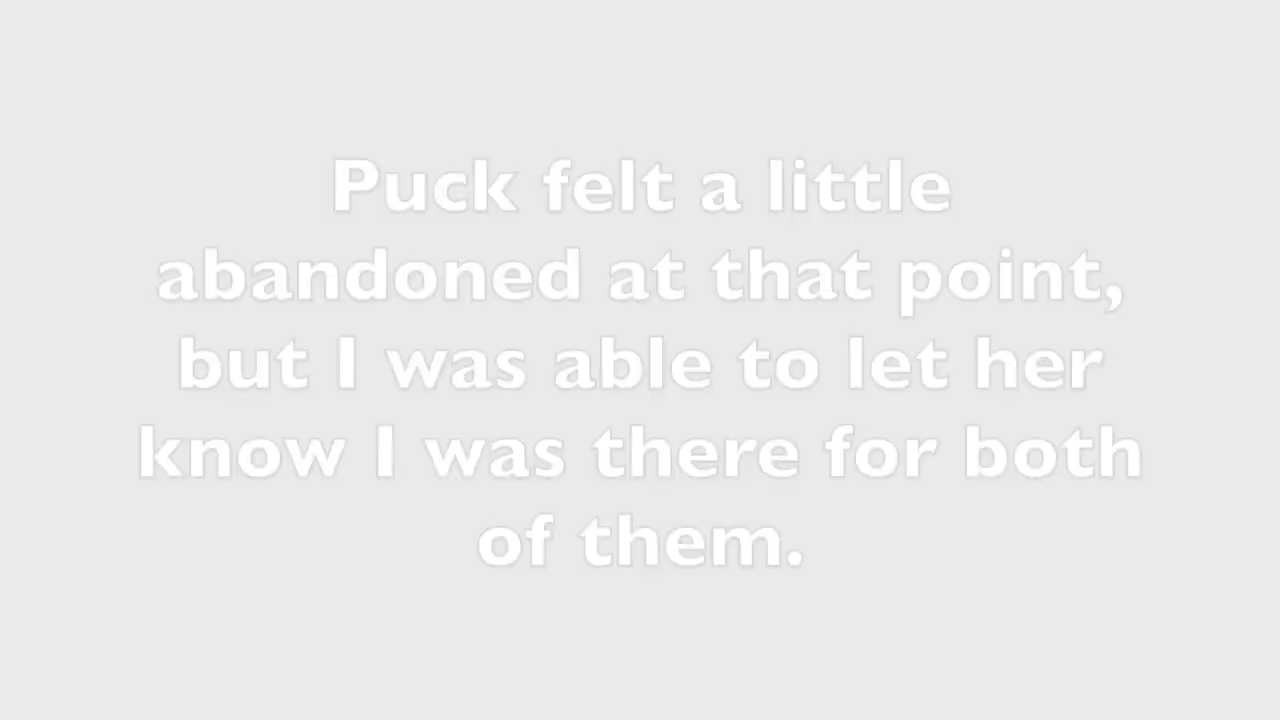 Puck felt a little
abandoned at that point,
but I was able to let her
know I was there for both
of them.